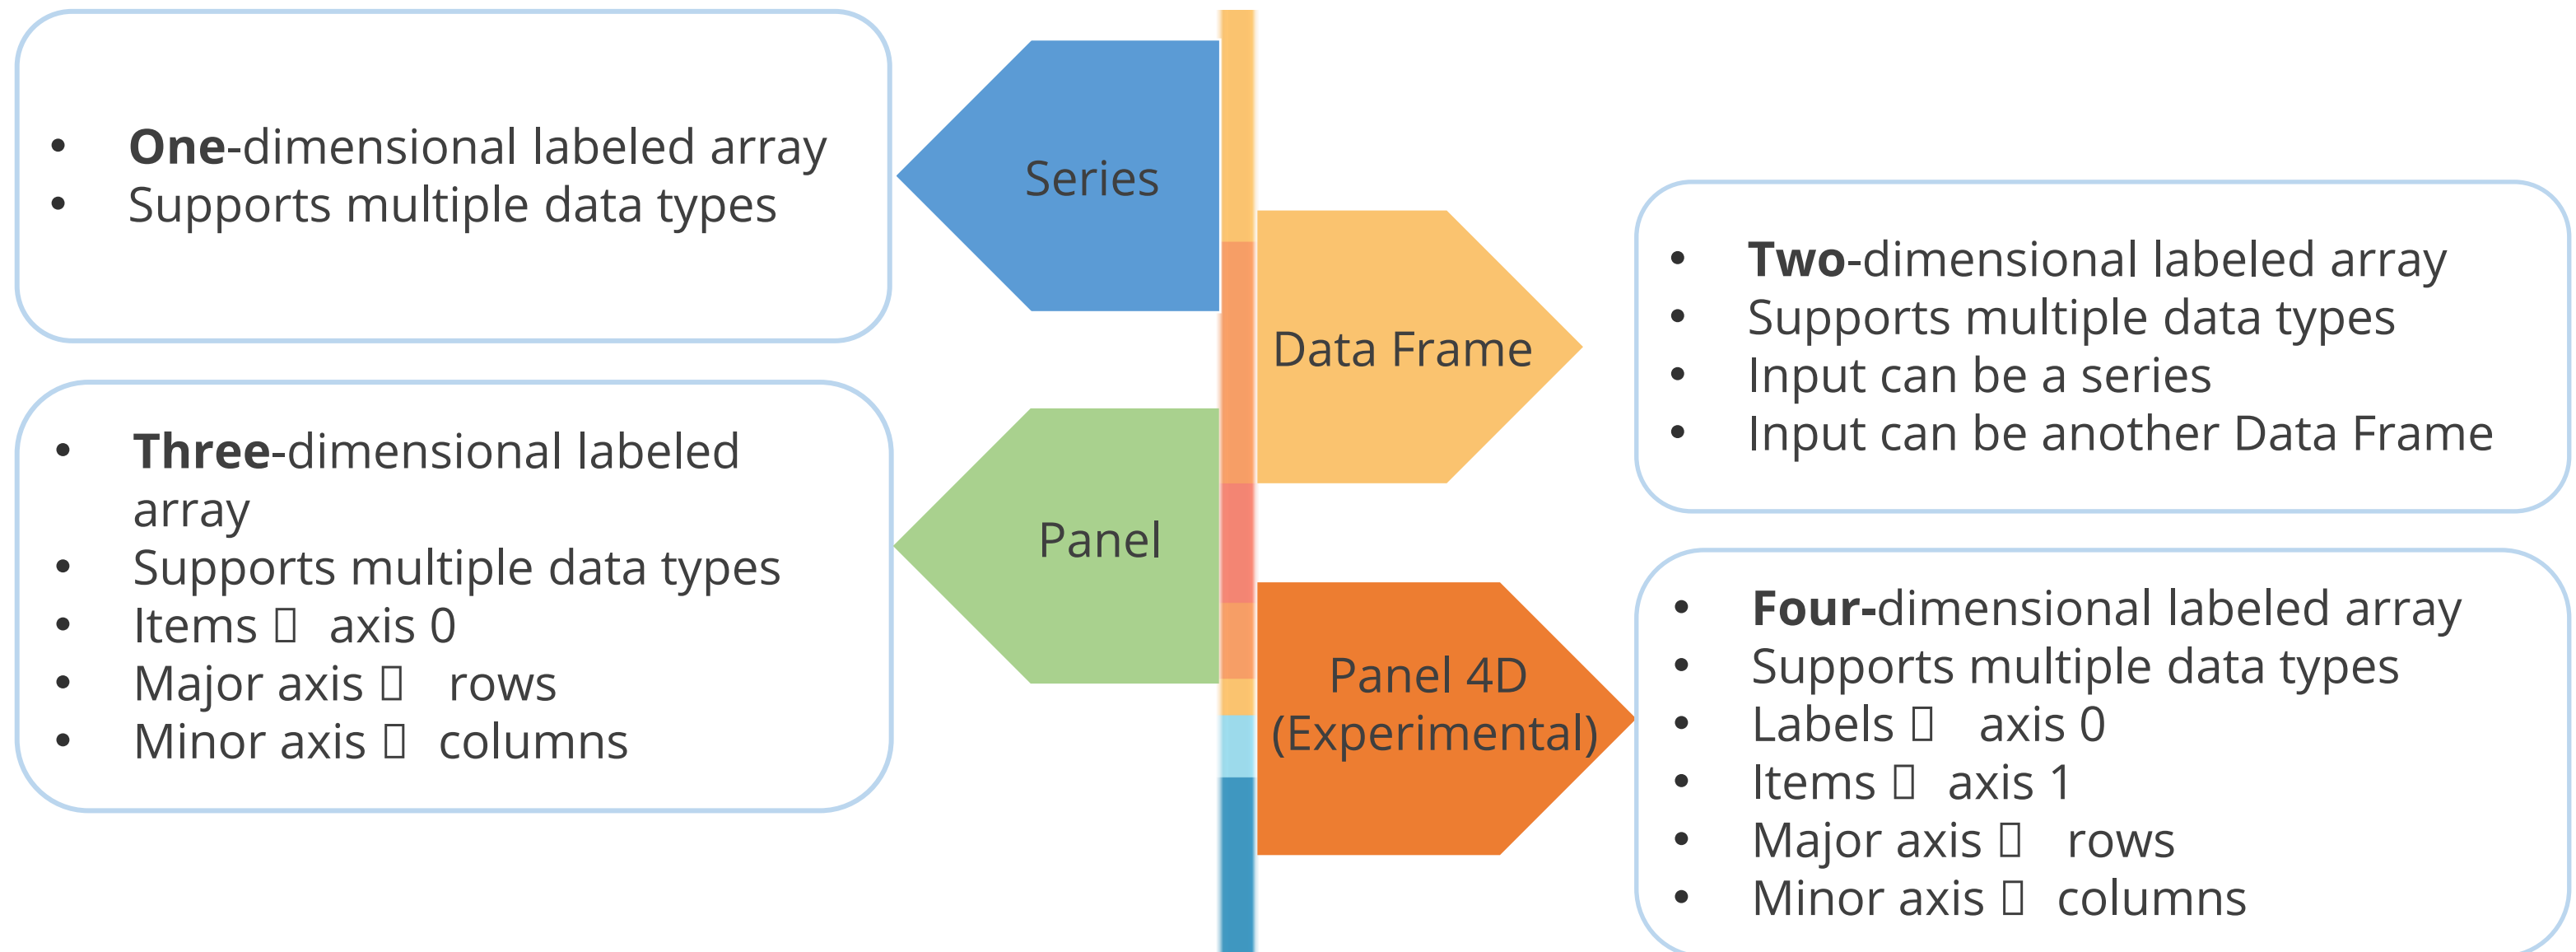 • One-dimensional labeled array
• Supports multiple data types
Series
Data Frame
• Two-dimensional labeled array
• Supports multiple data types
• Input can be a series
• Input can be another Data Frame
• Three-dimensional labeled
array
• Supports multiple data types
• Items  axis 0
• Major axis  rows
• Minor axis  columns
Panel
Panel 4D
(Experimental)
• Four-dimensional labeled array
• Supports multiple data types
• Labels  axis 0
• Items  axis 1
• Major axis  rows
• Minor axis  columns